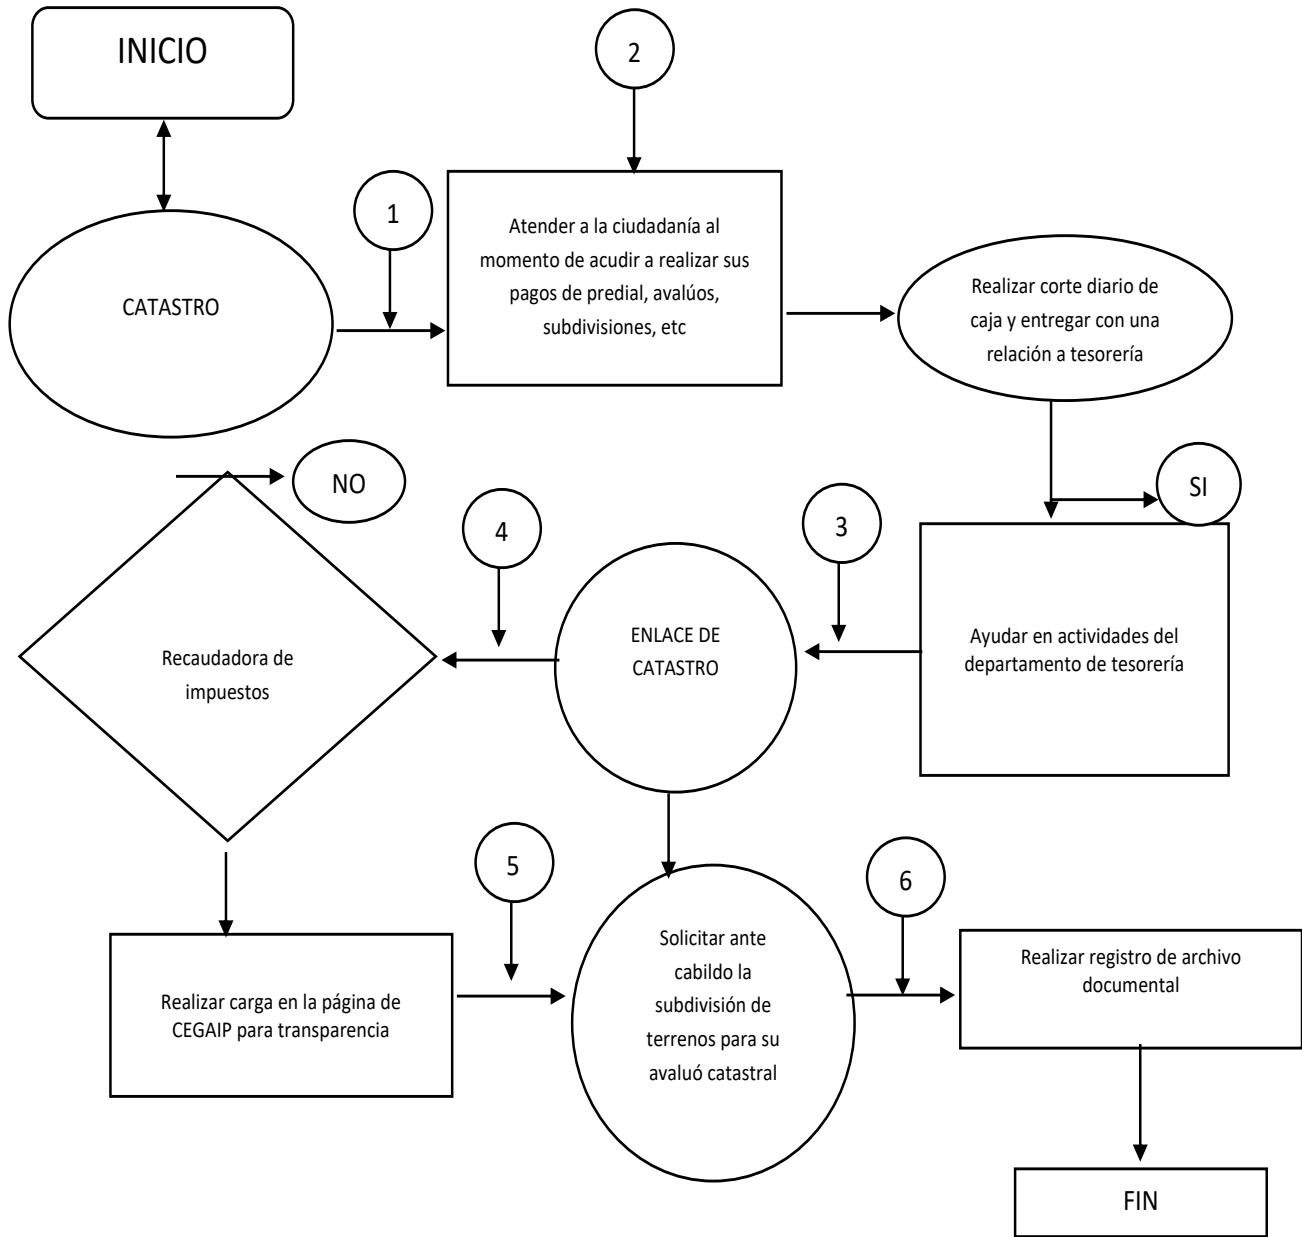 INICIO
2
1
CATASTRO
Atender a la ciudadanía al
momento de acudir a realizar sus
pagos de predial, avalúos,
subdivisiones, etc
Realizar corte diario de
caja y entregar con una
relación a tesorería
NO
SI
4
3
Recaudadora de
impuestos
ENLACE DE
CATASTRO
Ayudar en actividades del
departamento de tesorería
5
6
Realizar carga en la página de
CEGAIP para transparencia
Solicitar ante
cabildo la
subdivisión de
terrenos para su
avaluó catastral
Realizar registro de archivo
documental
FIN